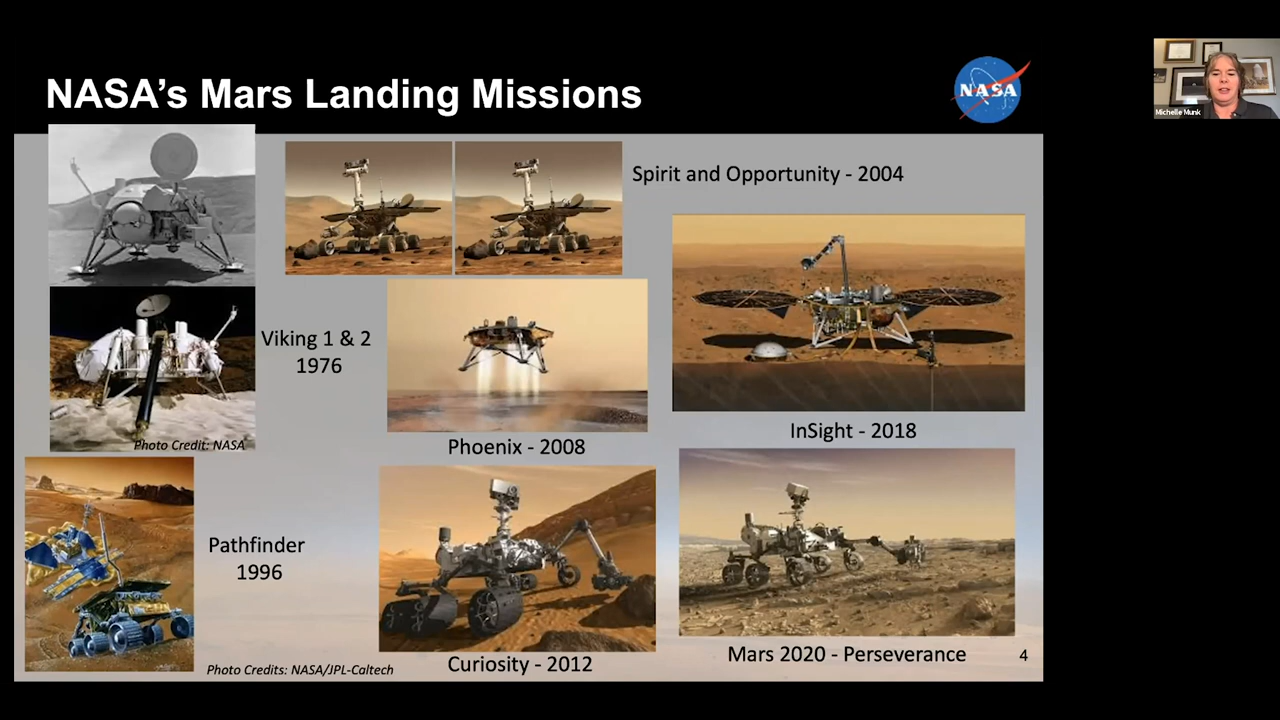 NASA's Mars Landing Missions
NASA
Michelle Munk
Spirit and Opportunity - 2004
Viking 1 & 2
1976
Photo Credit: NASA
Phoenix - 2008
InSight - 2018
Pathfinder
1996
Photo Credits: NASA/JPL-Caltech
Curiosity - 2012
Mars 2020 - Perseverance
4